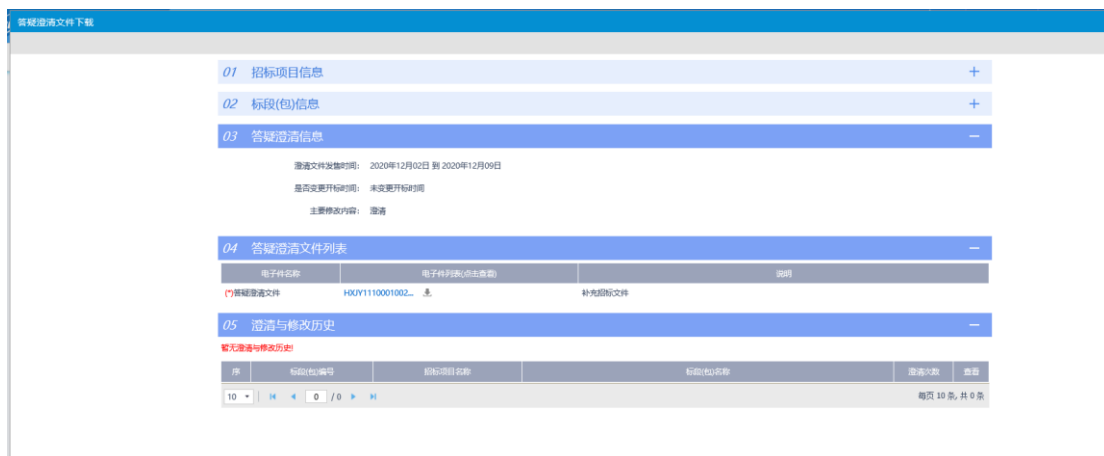 答疑澄清文件下载
01 招标项目信息 +
02 标段(包)信息 +
03 答疑澄清信息 —
澄清文件发售时间： 2020年12月02日 到 2020年12月09日
是否变更开标时间： 未变更开标时间
主要修改内容： 澄清
04 答疑澄清文件列表 —
电子件名称 电子件列表(点击查看) 说明
(*)答疑澄清文件 HXJY1110001002... 补充招标文件
05 澄清与修改历史 —
暂无澄清与修改历史!
序 标段(包)编号 招标项目名称 标段(包)名称 澄清次数 查看
10 0 / 0 每页 10 条, 共 0 条